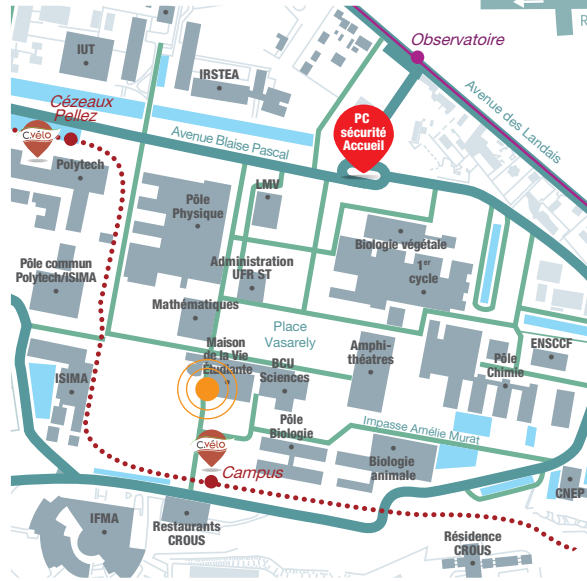 R
Observatoire
IUT
IRSTEA
Cézeaux
Pellez
C.vélo
PC
sécurité
Accueil
Avenue des Landais
Avenue Blaise Pascal
Polytech
LMV
Pôle
Physique
Biologie végétale
Pôle commun
Polytech/ISIMA
Administration
UFR ST
1er
cycle
Mathématiques
Place
Vasarely
Maison
de la Vie
Étudiante
Amphi-
théatres
ENSCCF
BCU
Sciences
Pôle
Chimie
ISIMA
Pôle
Biologie
Impasse Amélie Murat
C.vélo
Campus
Biologie
animale
CNEP
IFMA
Restaurants
CROUS
Résidence
CROUS